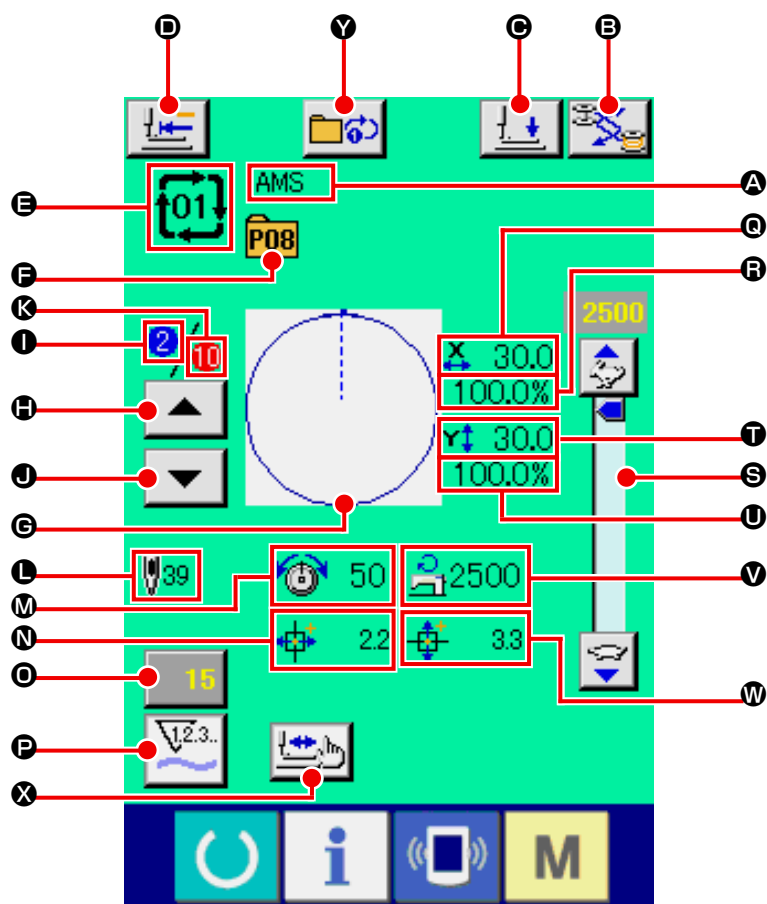 D Y C B
AMS A
E 01
Q
P08
F R
K 2500
I 2 / 10 X 30.0
100.0%
H
Y 30.0 T
J 100.0% S
G U
L 39 50 2500 V
M
N 2.2 3.3
O 15 W
P 1.2.3..
X
i M